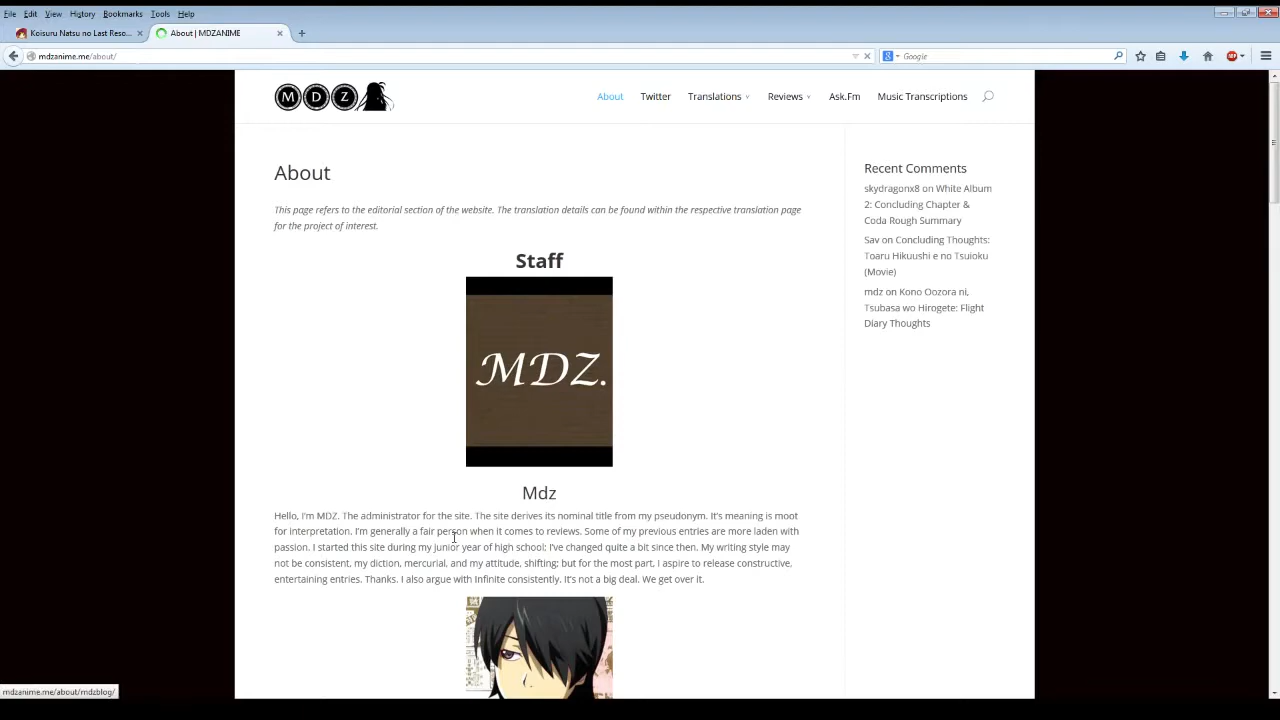 File Edit View History Bookmarks Tools Help
Koisuru Natsu no Last Reso...
About | MDZANIME
mdzanime.me/about/
Google
M D Z
About Twitter Translations Reviews Ask.Fm Music Transcriptions
About
This page refers to the editorial section of the website. The translation details can be found within the respective translation page
for the project of interest.
Staff
MDZ.
Mdz
Hello, I'm MDZ. The administrator for the site. The site derives its nominal title from my pseudonym. It's meaning is moot
for interpretation. I'm generally a fair person when it comes to reviews. Some of my previous entries are more laden with
passion. I started this site during my junior year of high school; I've changed quite a bit since then. My writing style may
not be consistent, my diction, mercurial, and my attitude, shifting; but for the most part, I aspire to release constructive,
entertaining entries. Thanks. I also argue with Infinite consistently. It's not a big deal. We get over it.
Recent Comments
skydragonx8 on White Album
2: Concluding Chapter &
Coda Rough Summary
Sav on Concluding Thoughts:
Toaru Hikuushi e no Tsuioku
(Movie)
mdz on Kono Oozora ni,
Tsubasa wo Hirogete: Flight
Diary Thoughts
mdzanime.me/about/mdzblog/